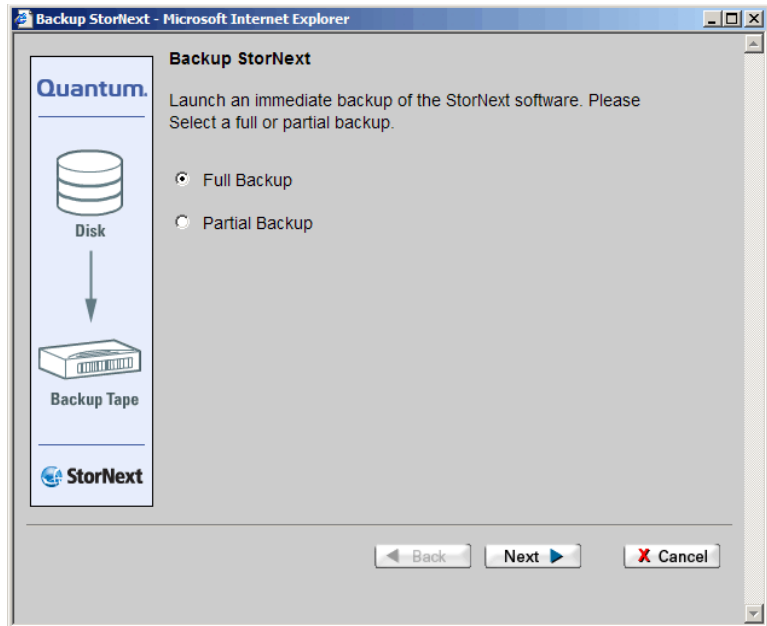 Backup StorNext - Microsoft Internet Explorer
Quantum.
Disk
Backup Tape
StorNext
Backup StorNext
Launch an immediate backup of the StorNext software. Please
Select a full or partial backup.
Full Backup
Partial Backup
Back
Next
X Cancel